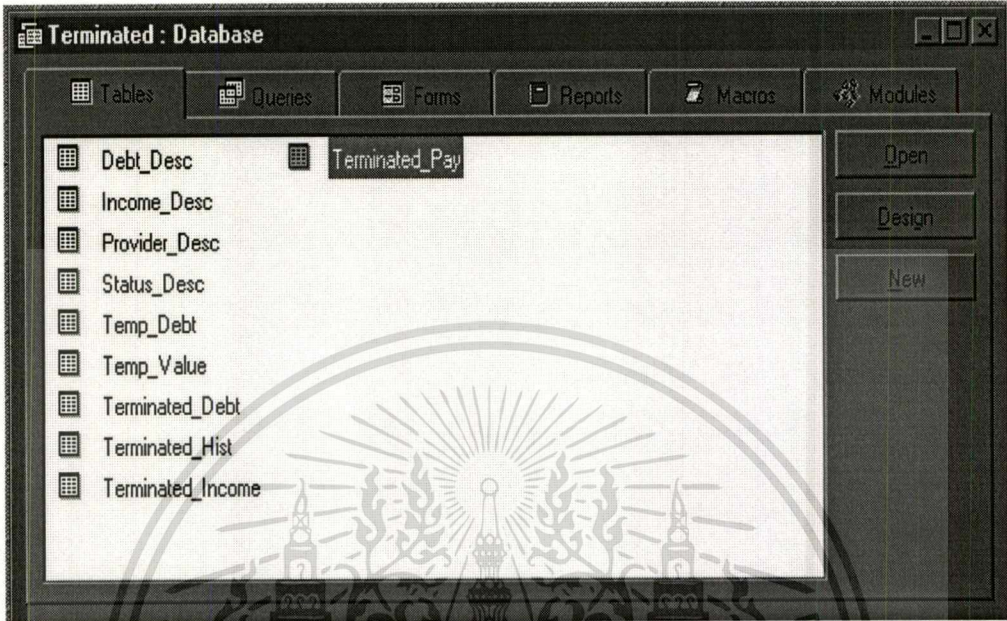 Terminated : Database
Tables Queries Forms Reports Macros Modules
Debt_Desc Terminated_Pay
Income_Desc
Provider_Desc
Status_Desc
Temp_Debt
Temp_Value
Terminated_Debt
Terminated_Hist
Terminated_Income
Open
Design
New